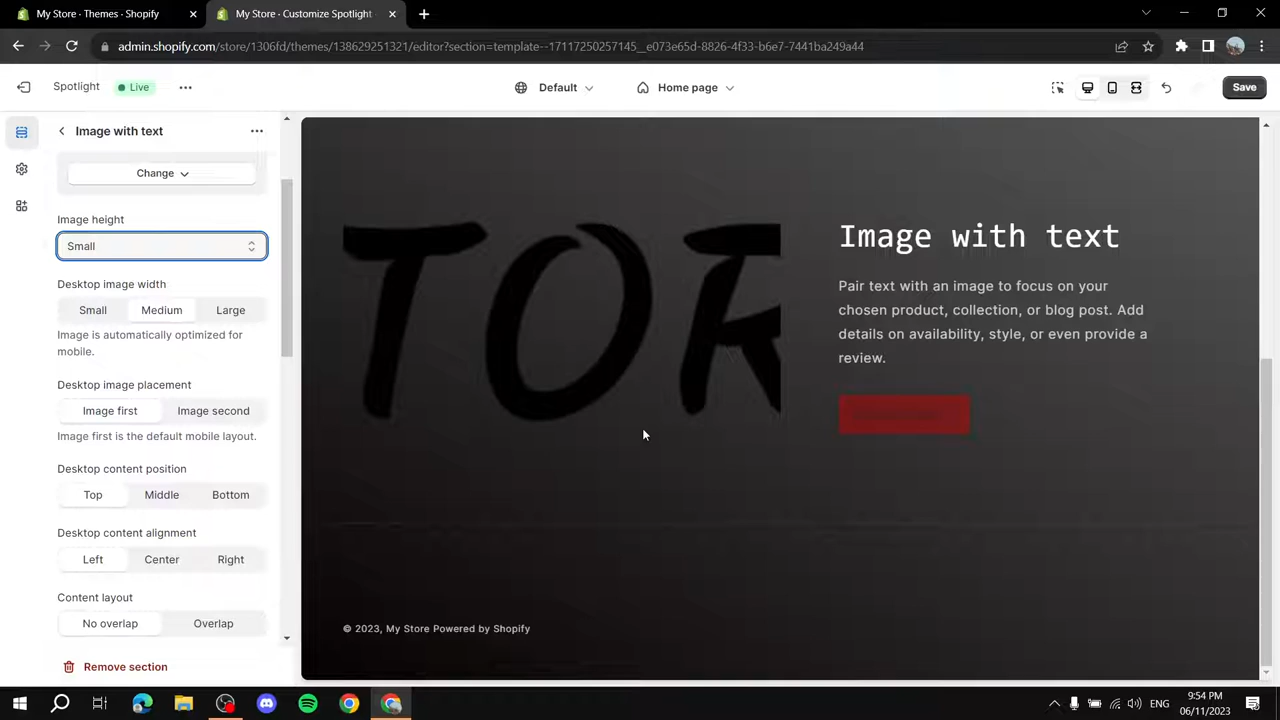 My Store - Themes - Shopify
My Store - Customize Spotlight
admin.shopify.com/store/1306fd/themes/138629251321/editor?section=template--17117250257145__e073e65d-8826-4f33-b6e7-7441ba249a44
Spotlight
Live
Default
Home page
Save
Image with text
Change
Image height
Small
Desktop image width
Small Medium Large
Image is automatically optimized for
mobile.
Desktop image placement
Image first Image second
Image first is the default mobile layout.
Desktop content position
Top Middle Bottom
Desktop content alignment
Left Center Right
Content layout
No overlap Overlap
Remove section
TOR
Image with text
Pair text with an image to focus on your
chosen product, collection, or blog post. Add
details on availability, style, or even provide a
review.
© 2023, My Store Powered by Shopify
ENG
9:54 PM
06/11/2023